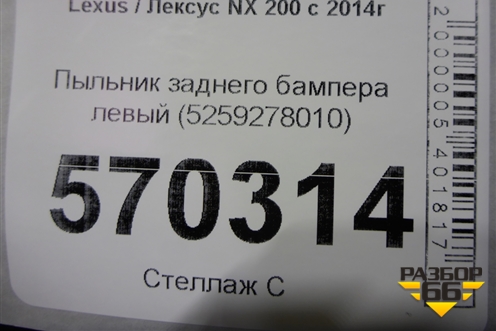 Lexus / Лексус NX 200 с 2014г
Пыльник заднего бампера
левый (5259278010)
570314
Стеллаж С
2000005401817
РАЗБОР
66